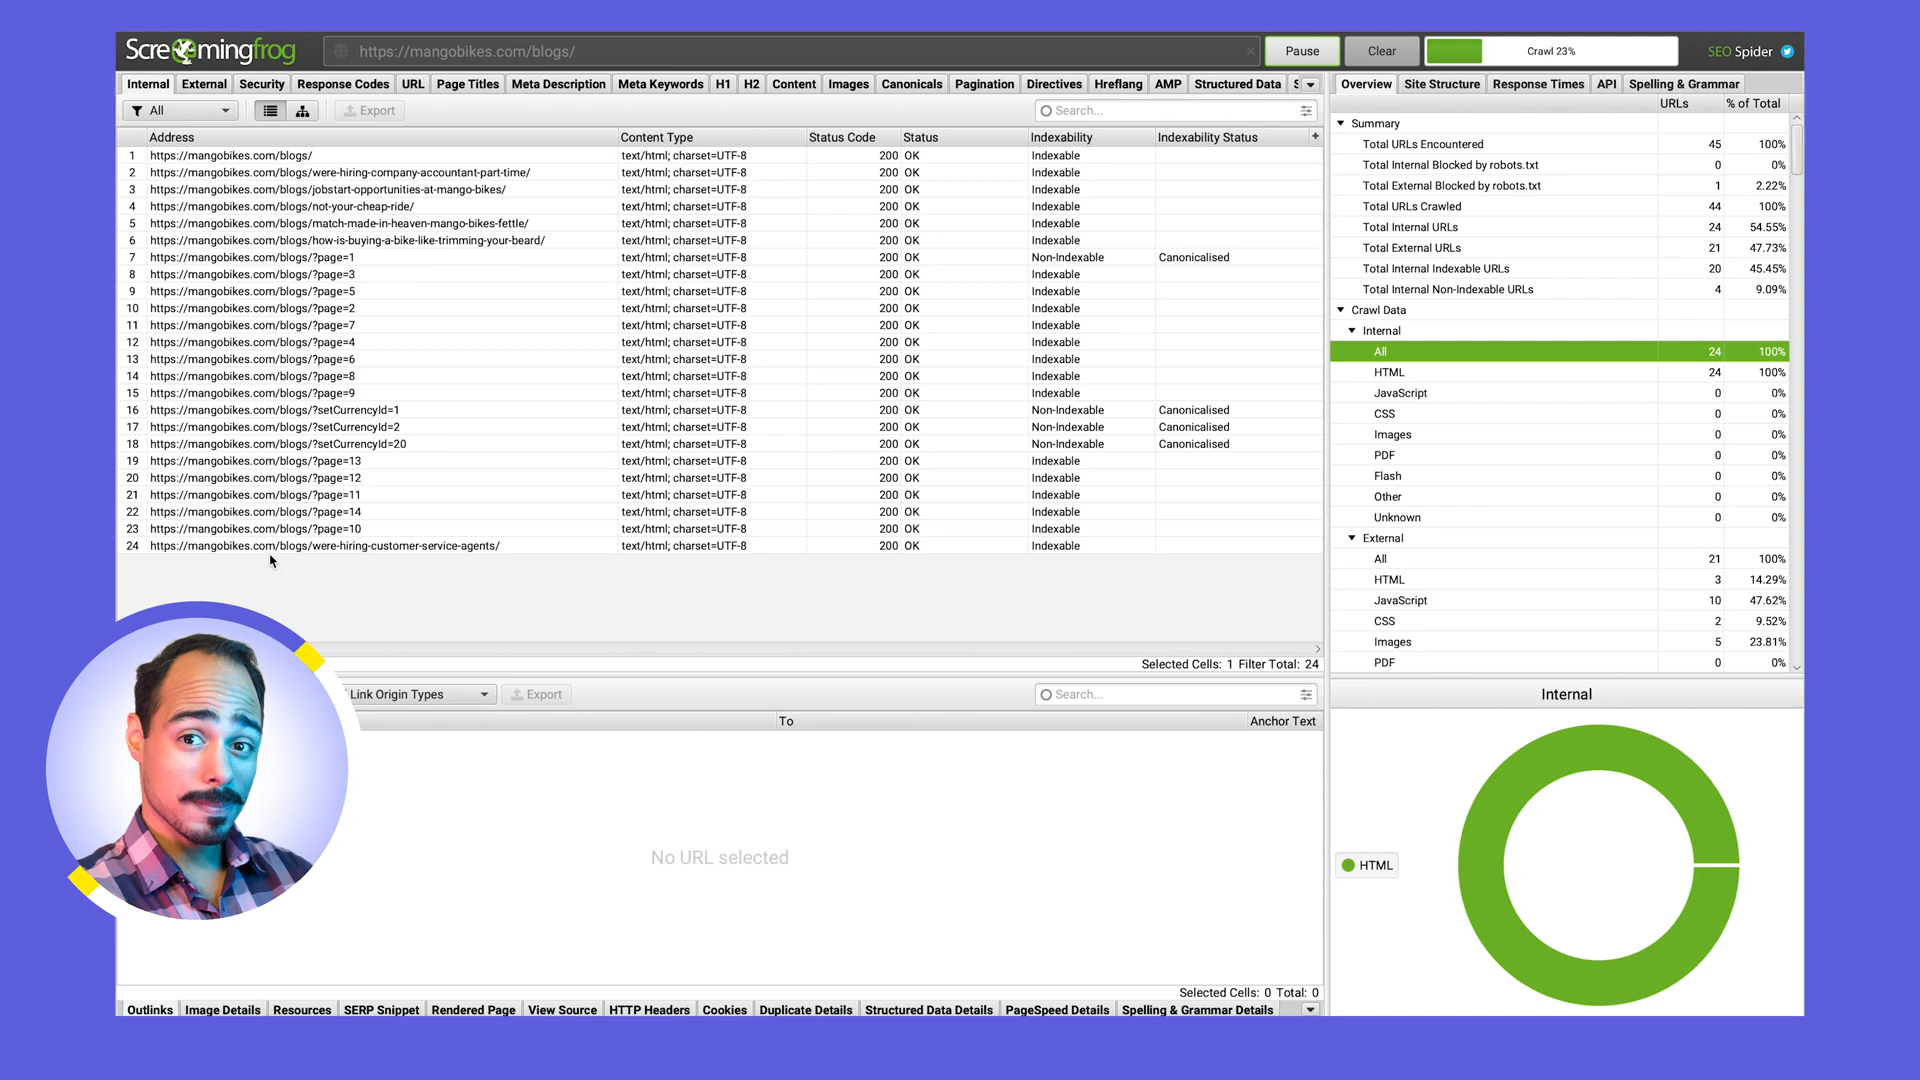 Screamingfrog https://mangobikes.com/blogs/ Pause Clear Crawl 23% SEO Spider
Internal External Security Response Codes URL Page Titles Meta Description Meta Keywords H1 H2 Content Images Canonicals Pagination Directives Hreflang AMP Structured Data S
All Export Search...
Address Content Type Status Code Status Indexability Indexability Status +
1 https://mangobikes.com/blogs/ text/html; charset=UTF-8 200 OK Indexable
2 https://mangobikes.com/blogs/were-hiring-company-accountant-part-time/ text/html; charset=UTF-8 200 OK Indexable
3 https://mangobikes.com/blogs/jobstart-opportunities-at-mango-bikes/ text/html; charset=UTF-8 200 OK Indexable
4 https://mangobikes.com/blogs/not-your-cheap-ride/ text/html; charset=UTF-8 200 OK Indexable
5 https://mangobikes.com/blogs/match-made-in-heaven-mango-bikes-fettle/ text/html; charset=UTF-8 200 OK Indexable
6 https://mangobikes.com/blogs/how-is-buying-a-bike-like-trimming-your-beard/ text/html; charset=UTF-8 200 OK Indexable
7 https://mangobikes.com/blogs/?page=1 text/html; charset=UTF-8 200 OK Non-Indexable Canonicalised
8 https://mangobikes.com/blogs/?page=3 text/html; charset=UTF-8 200 OK Indexable
9 https://mangobikes.com/blogs/?page=5 text/html; charset=UTF-8 200 OK Indexable
10 https://mangobikes.com/blogs/?page=2 text/html; charset=UTF-8 200 OK Indexable
11 https://mangobikes.com/blogs/?page=7 text/html; charset=UTF-8 200 OK Indexable
12 https://mangobikes.com/blogs/?page=4 text/html; charset=UTF-8 200 OK Indexable
13 https://mangobikes.com/blogs/?page=6 text/html; charset=UTF-8 200 OK Indexable
14 https://mangobikes.com/blogs/?page=8 text/html; charset=UTF-8 200 OK Indexable
15 https://mangobikes.com/blogs/?page=9 text/html; charset=UTF-8 200 OK Indexable
16 https://mangobikes.com/blogs/?setCurrencyId=1 text/html; charset=UTF-8 200 OK Non-Indexable Canonicalised
17 https://mangobikes.com/blogs/?setCurrencyId=2 text/html; charset=UTF-8 200 OK Non-Indexable Canonicalised
18 https://mangobikes.com/blogs/?setCurrencyId=20 text/html; charset=UTF-8 200 OK Non-Indexable Canonicalised
19 https://mangobikes.com/blogs/?page=13 text/html; charset=UTF-8 200 OK Indexable
20 https://mangobikes.com/blogs/?page=12 text/html; charset=UTF-8 200 OK Indexable
21 https://mangobikes.com/blogs/?page=11 text/html; charset=UTF-8 200 OK Indexable
22 https://mangobikes.com/blogs/?page=14 text/html; charset=UTF-8 200 OK Indexable
23 https://mangobikes.com/blogs/?page=10 text/html; charset=UTF-8 200 OK Indexable
24 https://mangobikes.com/blogs/were-hiring-customer-service-agents/ text/html; charset=UTF-8 200 OK Indexable
Selected Cells: 1 Filter Total: 24
Link Origin Types Export Search...
To Anchor Text
No URL selected
Selected Cells: 0 Total: 0
Outlinks Image Details Resources SERP Snippet Rendered Page View Source HTTP Headers Cookies Duplicate Details Structured Data Details PageSpeed Details Spelling & Grammar Details
Overview Site Structure Response Times API Spelling & Grammar
URLs % of Total
Summary
Total URLs Encountered 45 100%
Total Internal Blocked by robots.txt 0 0%
Total External Blocked by robots.txt 1 2.22%
Total URLs Crawled 44 100%
Total Internal URLs 24 54.55%
Total External URLs 21 47.73%
Total Internal Indexable URLs 20 45.45%
Total Internal Non-Indexable URLs 4 9.09%
Crawl Data
Internal
All 24 100%
HTML 24 100%
JavaScript 0 0%
CSS 0 0%
Images 0 0%
PDF 0 0%
Flash 0 0%
Other 0 0%
Unknown 0 0%
External
All 21 100%
HTML 3 14.29%
JavaScript 10 47.62%
CSS 2 9.52%
Images 5 23.81%
PDF 0 0%
Internal
HTML